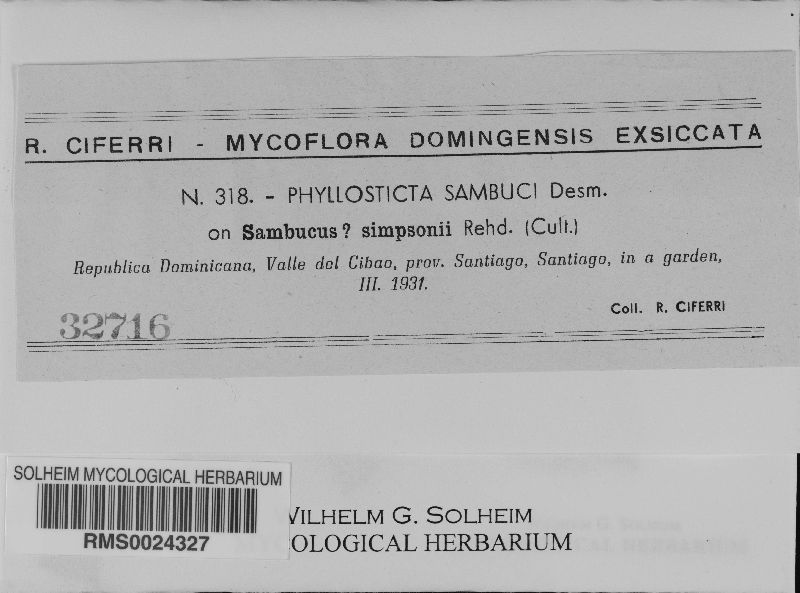 R. CIFERRI - MYCOFLORA DOMINGENSIS EXSICCATA
N. 318. - PHYLLOSTICTA SAMBUCI Desm.
on Sambucus? simpsonii Rehd. (Cult.)
Republica Dominicana, Valle del Cibao, prov. Santiago, Santiago, in a garden,
III. 1931.
Coll. R. CIFERRI
32716
SOLHEIM MYCOLOGICAL HERBARIUM
RMS0024327
VILHELM G. SOLHEIM
OLOGICAL HERBARIUM